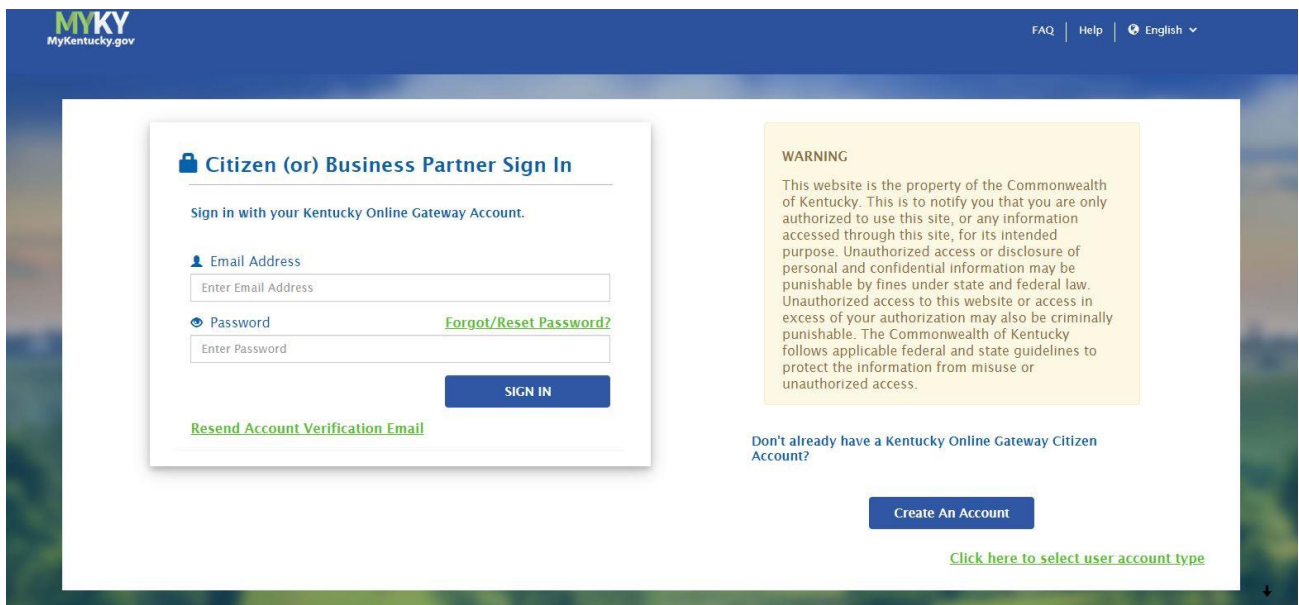 MYKY
MyKentucky.gov
FAQ
Help
English
Citizen (or) Business Partner Sign In
Sign in with your Kentucky Online Gateway Account.
Email Address
Enter Email Address
Password
Forgot/Reset Password?
Enter Password
SIGN IN
Resend Account Verification Email
WARNING
This website is the property of the Commonwealth
of Kentucky. This is to notify you that you are only
authorized to use this site, or any information
accessed through this site, for its intended
purpose. Unauthorized access or disclosure of
personal and confidential information may be
punishable by fines under state and federal law.
Unauthorized access to this website or access in
excess of your authorization may also be criminally
punishable. The Commonwealth of Kentucky
follows applicable federal and state guidelines to
protect the information from misuse or
unauthorized access.
Don't already have a Kentucky Online Gateway Citizen
Account?
Create An Account
Click here to select user account type